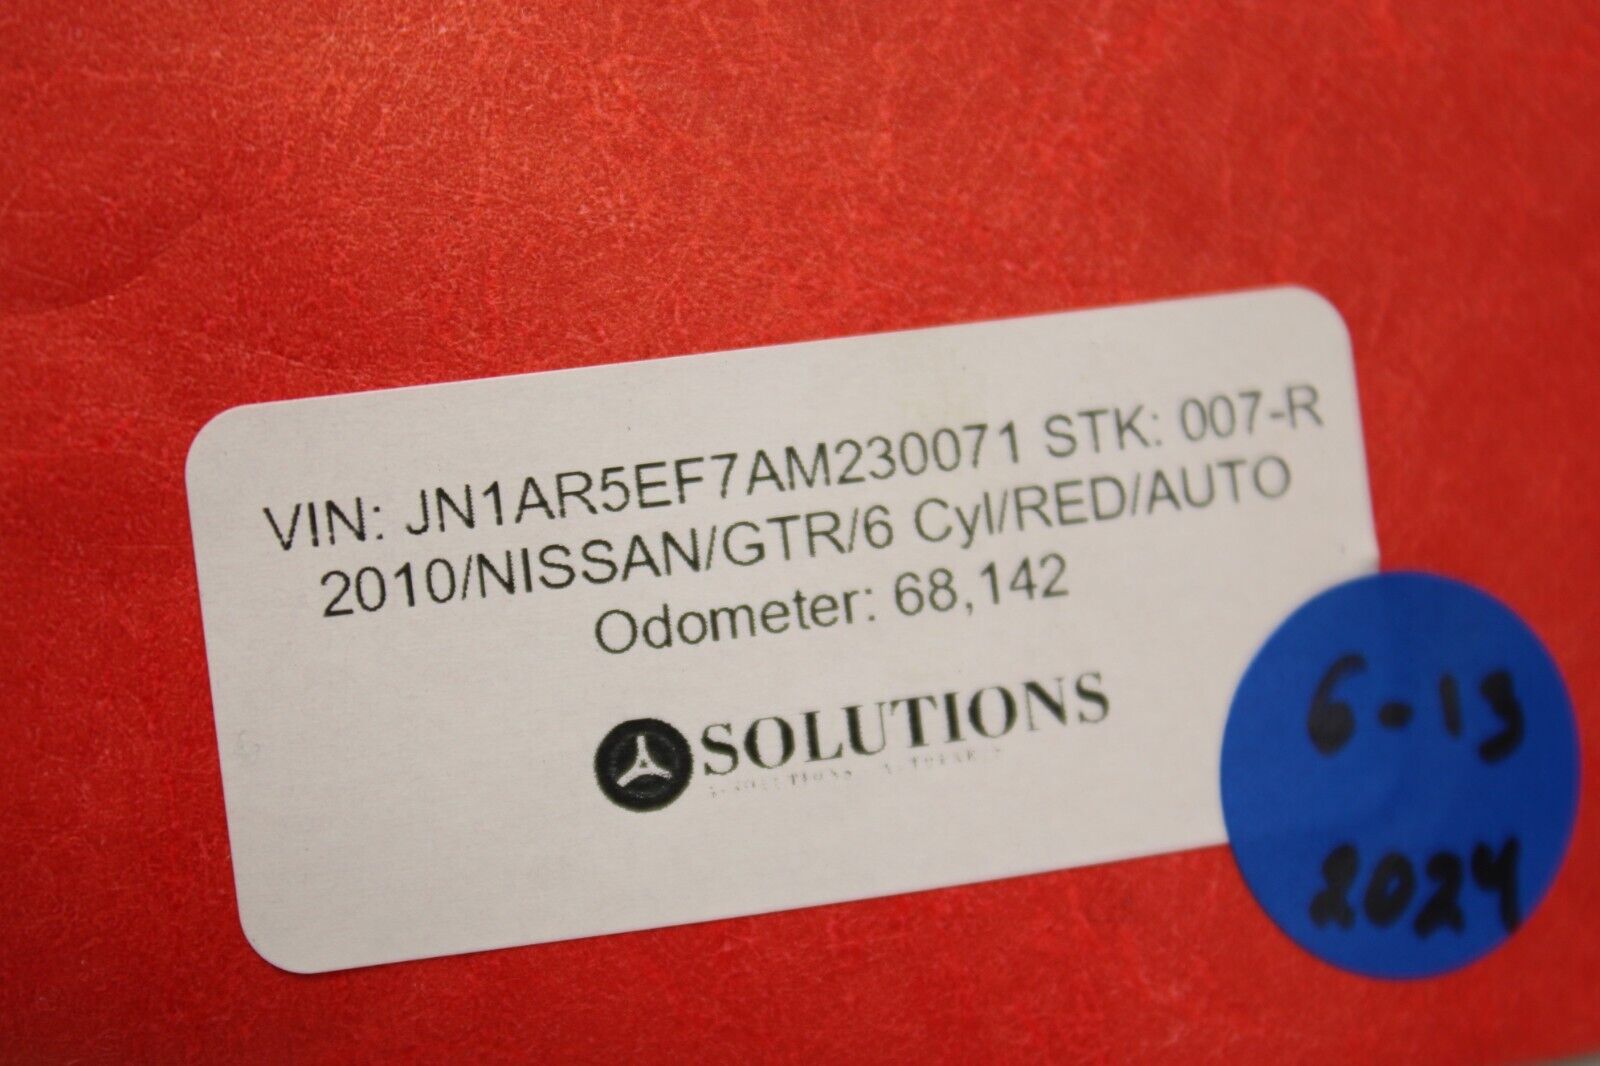 VIN: JN1AR5EF7AM230071 STK: 007-R
2010/NISSAN/GTR/6 Cyl/RED/AUTO
Odometer: 68,142
SOLUTIONS
6-13
2024